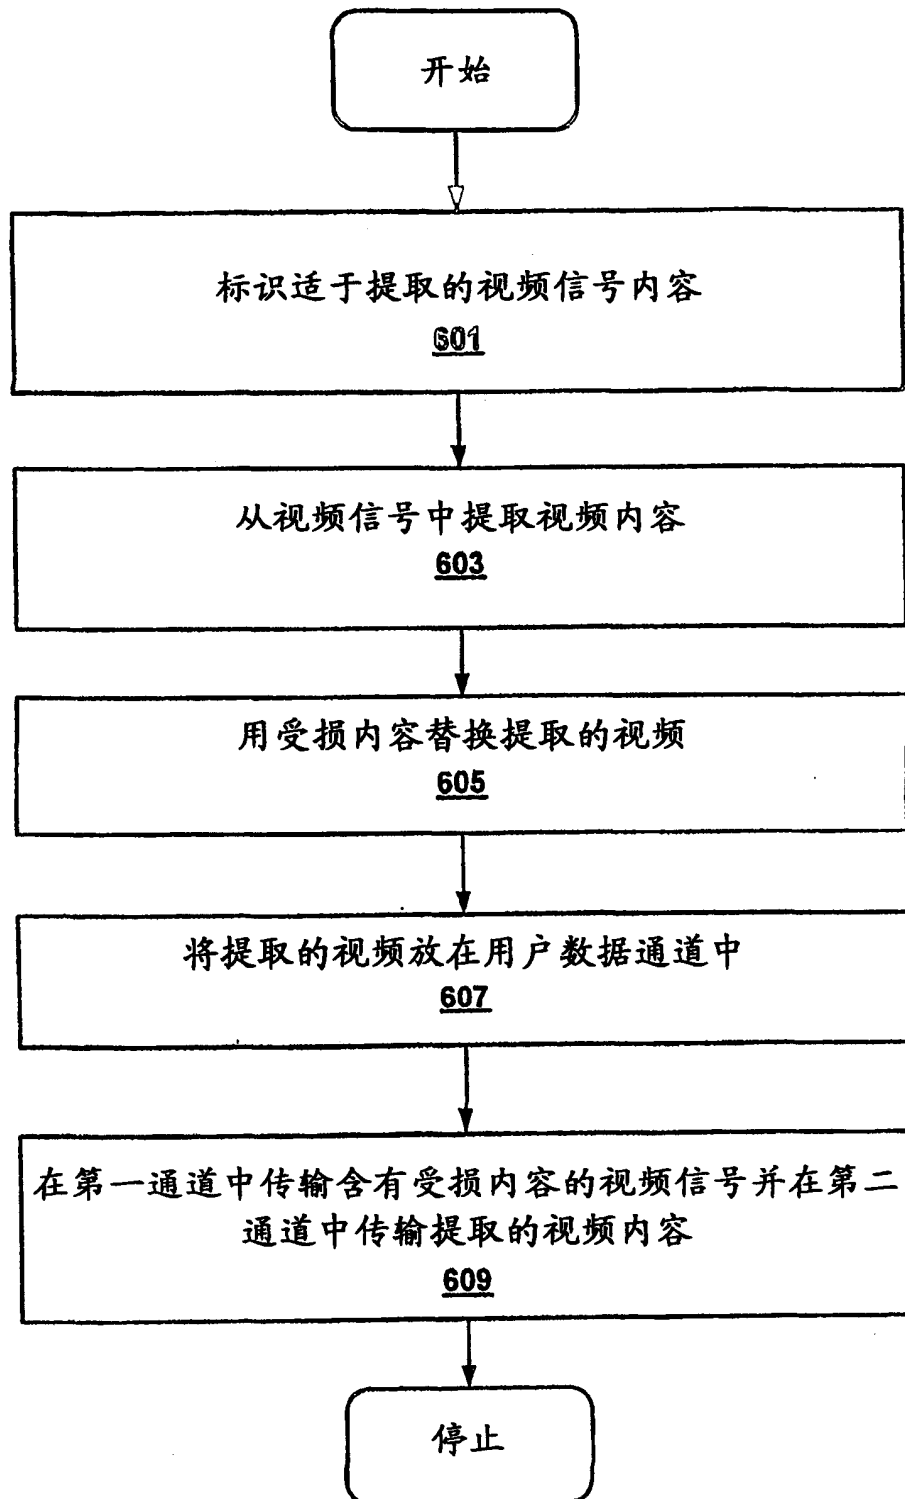 开始
标识适于提取的视频信号内容
601
从视频信号中提取视频内容
603
用受损内容替换提取的视频
605
将提取的视频放在用户数据通道中
607
在第一通道中传输含有受损内容的视频信号并在第二
通道中传输提取的视频内容
609
停止